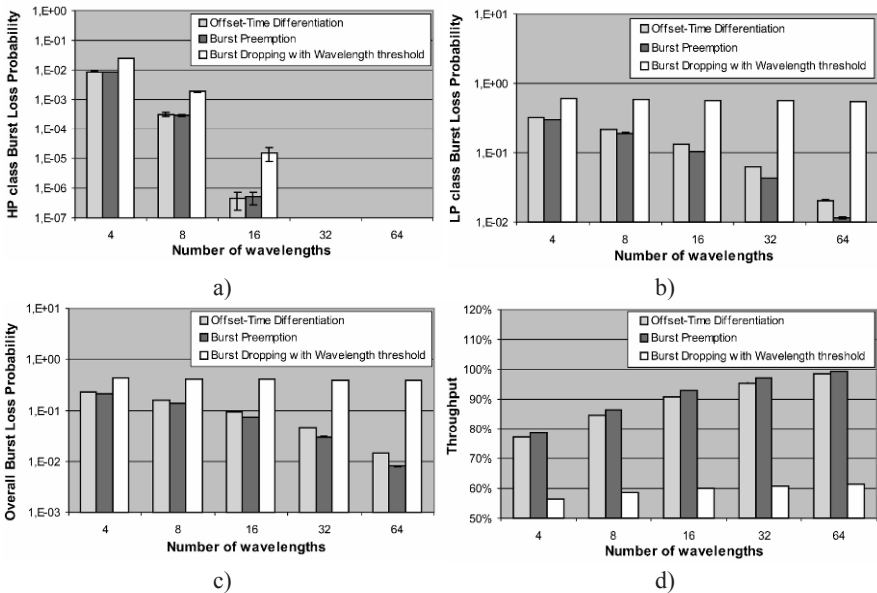 HP class Burst Loss Probability
1,E+01
1,E+00
1,E-01
1,E-02
1,E-03
1,E-04
1,E-05
1,E-06
1,E-07
Offset-Time Differentiation
Burst Preemption
Burst Dropping with Wavelength threshold
4 8 16 32 64
Number of wavelengths
a)
LP class Burst Loss Probability
1,E+01
1,E+00
1,E-01
1,E-02
Offset-Time Differentiation
Burst Preemption
Burst Dropping with Wavelength threshold
4 8 16 32 64
Number of wavelengths
b)
Overall Burst Loss Probability
1,E+01
1,E+00
1,E-01
1,E-02
1,E-03
Offset-Time Differentiation
Burst Preemption
Burst Dropping with Wavelength threshold
4 8 16 32 64
Number of wavelengths
c)
Throughput
120%
110%
100%
90%
80%
70%
60%
50%
Offset-Time Differentiation
Burst Preemption
Burst Dropping with Wavelength threshold
4 8 16 32 64
Number of wavelengths
d)